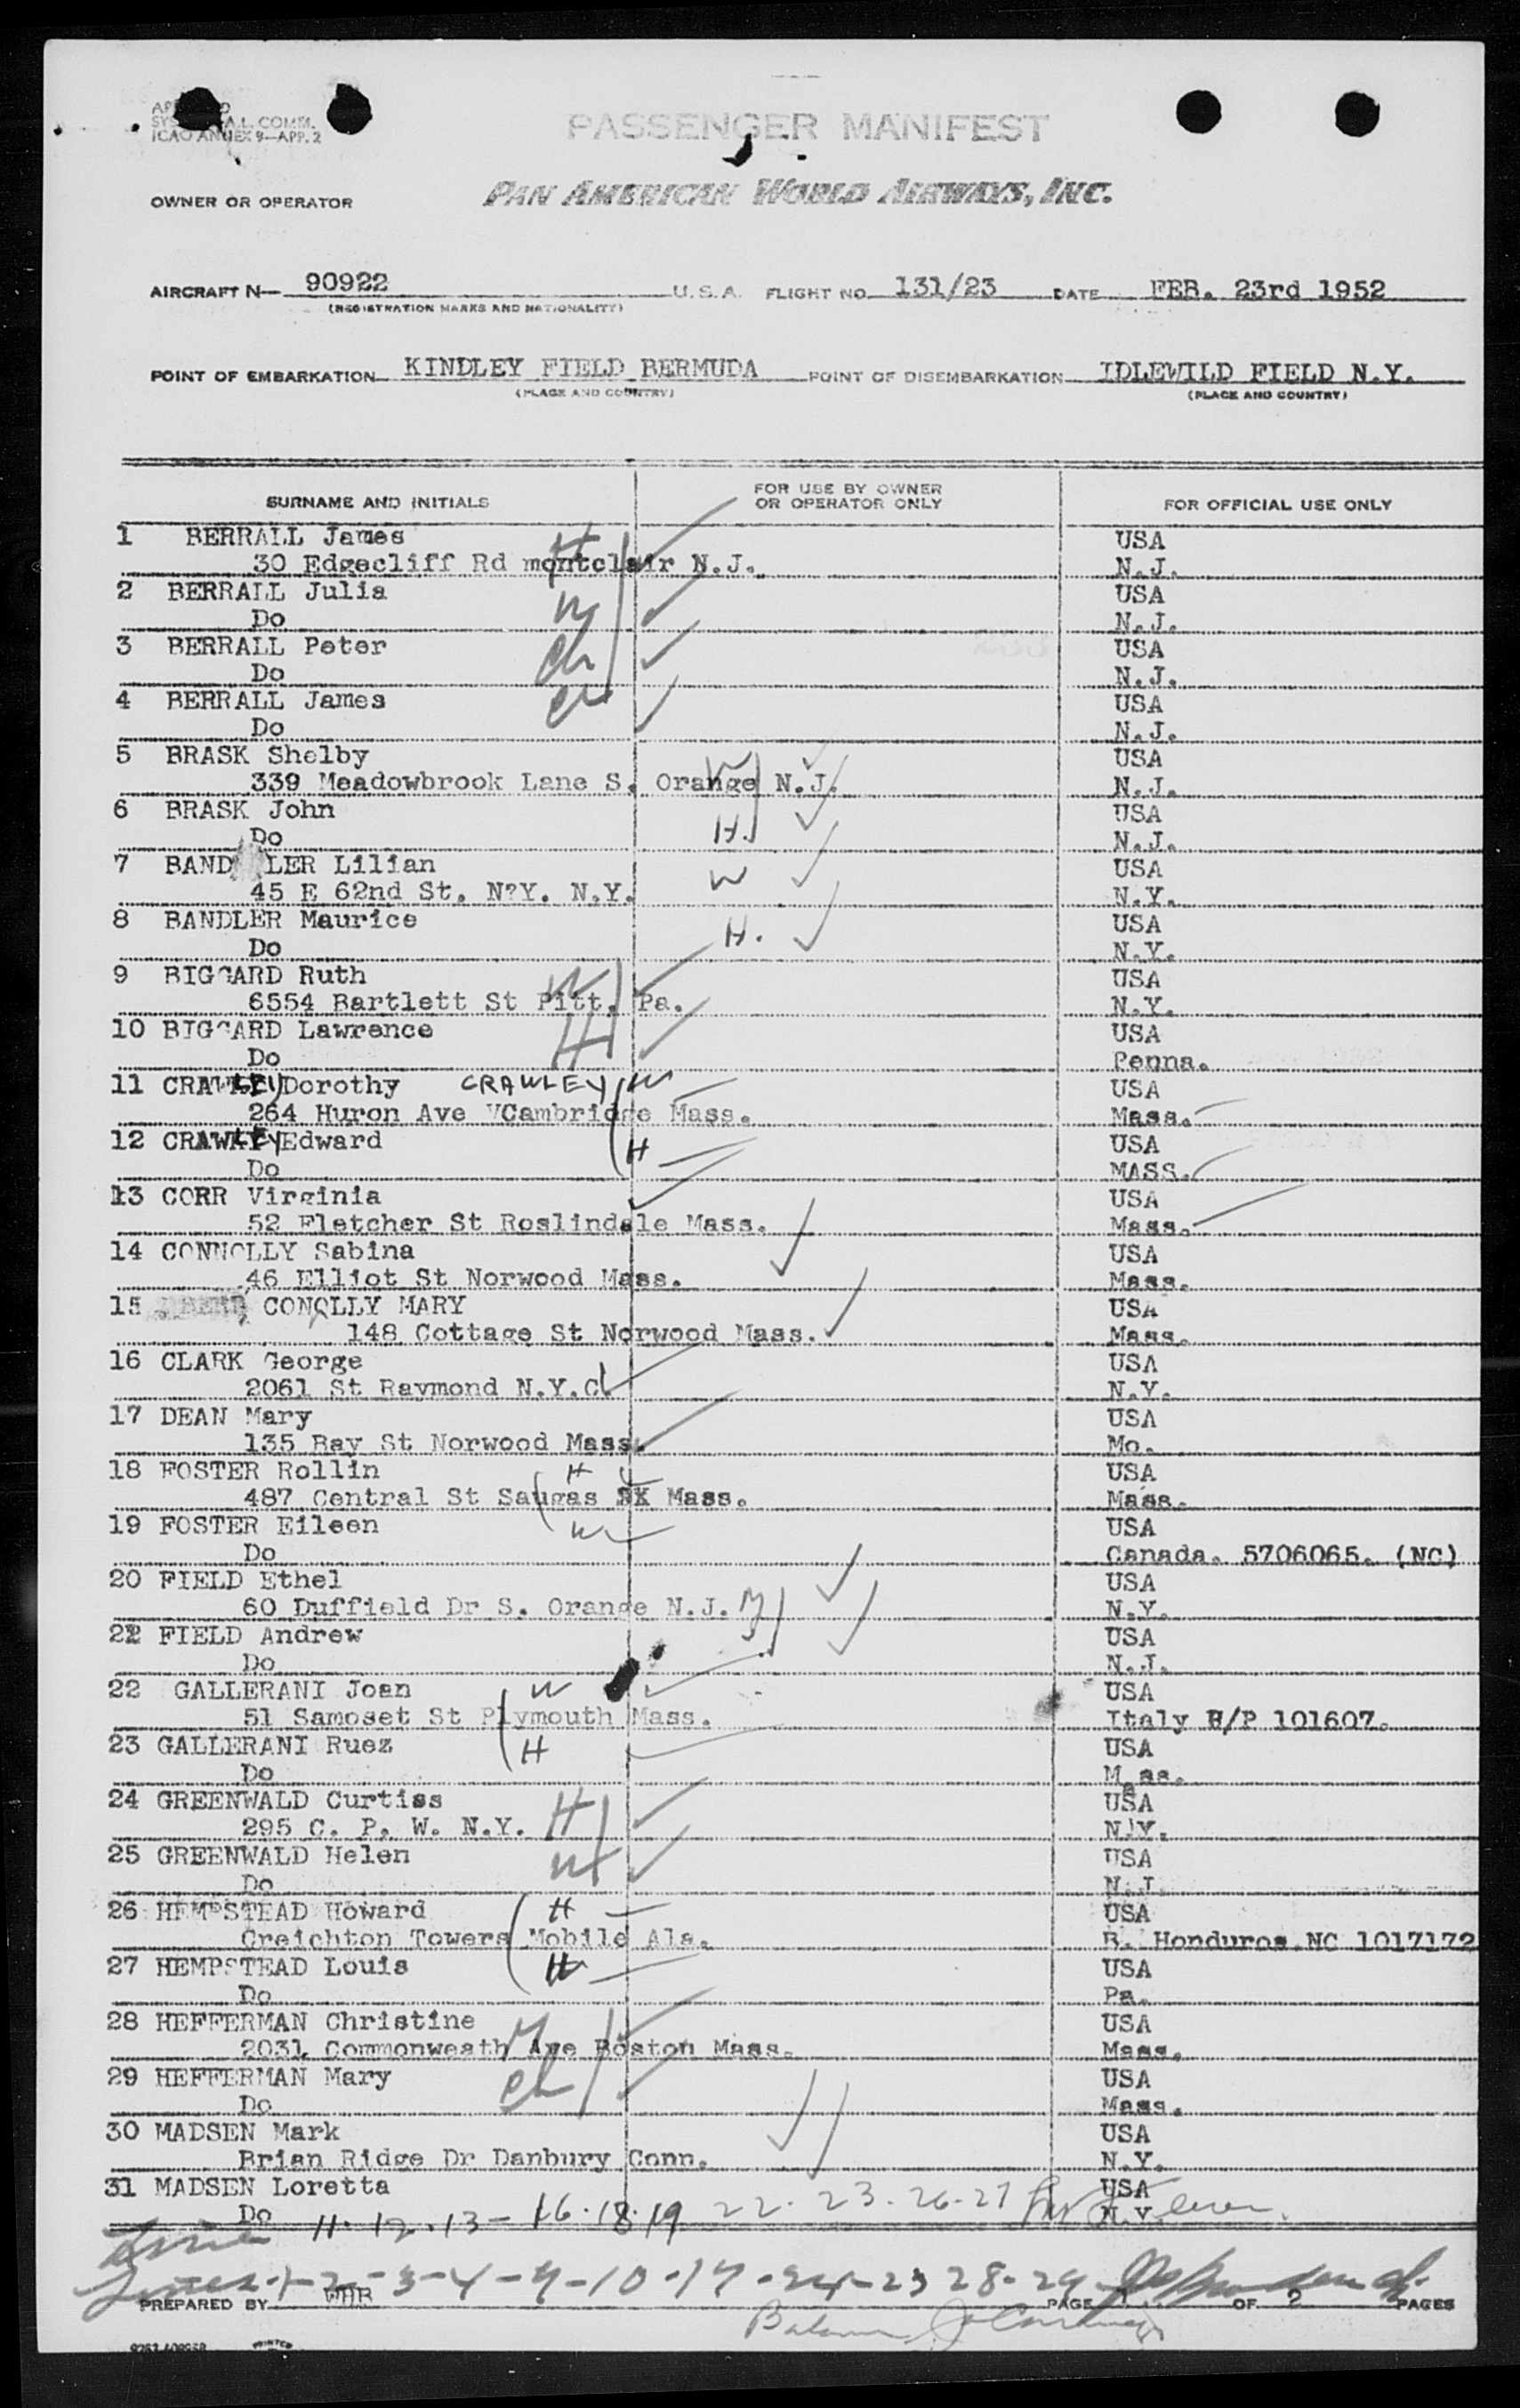 ICAO ANNEX 9-APP. 2
PASSENGER MANIFEST
OWNER OR OPERATOR PAN AMERICAN WORLD AIRWAYS, INC.
AIRCRAFT N— 90922 U.S.A. FLIGHT NO. 131/23 DATE FEB. 23rd 1952
(REGISTRATION MARKS AND NATIONALITY)
POINT OF EMBARKATION KINDLEY FIELD BERMUDA POINT OF DISEMBARKATION IDLEWILD FIELD N.Y.
(PLACE AND COUNTRY) (PLACE AND COUNTRY)
SURNAME AND INITIALS FOR USE BY OWNER OR OPERATOR ONLY FOR OFFICIAL USE ONLY
1 BERRALL James H USA
30 Edgecliff Rd montclair N.J. N.J.
2 BERRALL Julia W USA
Do N.J.
3 BERRALL Peter Ch USA
Do N.J.
4 BERRALL James Ch USA
Do N.J.
5 BRASK Shelby W USA
339 Meadowbrook Lane S. Orange N.J. N.J.
6 BRASK John H. USA
Do N.J.
7 BAND LER Lilian W USA
45 E 62nd St. N?Y. N.Y. N.Y.
8 BANDLER Maurice H. USA
Do N.Y.
9 BIGGARD Ruth W USA
6554 Bartlett St Pitt. Pa. N.Y.
10 BIGGARD Lawrence H USA
Do Penna.
11 CRAWLEY Dorothy CRAWLEY W USA
264 Huron Ave Cambridge Mass. Mass.
12 CRAWLEY Edward H USA
Do MASS.
13 CORR Virginia USA
52 Fletcher St Roslindale Mass. Mass.
14 CONNOLLY Sabina USA
46 Elliot St Norwood Mass. Mass.
15 CONOLLY MARY USA
148 Cottage St Norwood Mass. Mass.
16 CLARK George USA
2061 St Raymond N.Y.C. N.Y.
17 DEAN Mary USA
135 Bay St Norwood Mass. Mo.
18 FOSTER Rollin H USA
487 Central St Saugas Mass. Mass.
19 FOSTER Eileen W USA
Do Canada. 5706065. (NC)
20 FIELD Ethel USA
60 Duffield Dr S. Orange N.J. N.Y.
21 FIELD Andrew USA
Do N.J.
22 GALLERANI Joan W USA
51 Samoset St Plymouth Mass. Italy B/P 101607.
23 GALLERANI Ruez H USA
Do Mass.
24 GREENWALD Curtiss H USA
295 C. P. W. N.Y. N.Y.
25 GREENWALD Helen W USA
Do N.J.
26 HEMPSTEAD Howard H USA
Creichton Towers Mobile Ala. B. Honduros NC 1017172
27 HEMPSTEAD Louis USA
Do Pa.
28 HEFFERMAN Christine USA
2031 Commonweath Ave Boston Mass. Mass.
29 HEFFERMAN Mary Ch USA
Do Mass.
30 MADSEN Mark USA
Brian Ridge Dr Danbury Conn. N.Y.
31 MADSEN Loretta USA
Do N.Y.
11. 12. 13 - 16. 18. 19 22. 23. 26. 27
1-2-3-4-9-10-17-24-25 28-29
PREPARED BY WHR PAGE 1 OF 2 PAGES